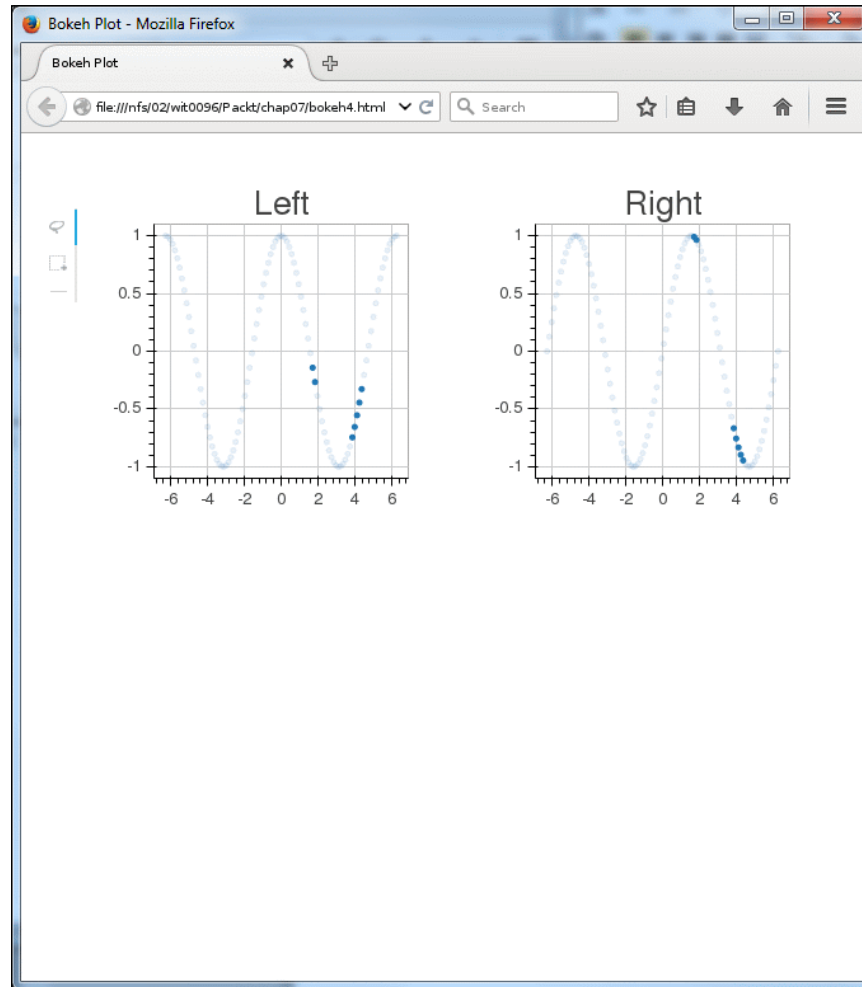 Bokeh Plot - Mozilla Firefox
Bokeh Plot
file:///nfs/02/wit0096/Packt/chap07/bokeh4.html Search
Left
1
0.5
0
-0.5
-1
-6 -4 -2 0 2 4 6
Right
1
0.5
0
-0.5
-1
-6 -4 -2 0 2 4 6